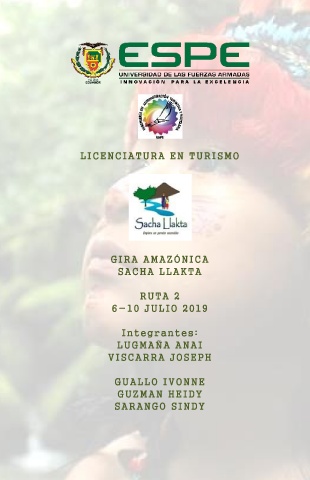 ESPE
UNIVERSIDAD DE LAS FUERZAS ARMADAS
INNOVACIÓN PARA LA EXCELENCIA
LICENCIATURA EN TURISMO
Sacha Llakta
GIRA AMAZÓNICA
SACHA LLAKTA
RUTA 2
6-10 JULIO 2019
Integrantes:
LUGMAÑA ANAI
VISCARRA JOSEPH
GUALLO IVONNE
GUZMAN HEIDY
SARANGO SINDY